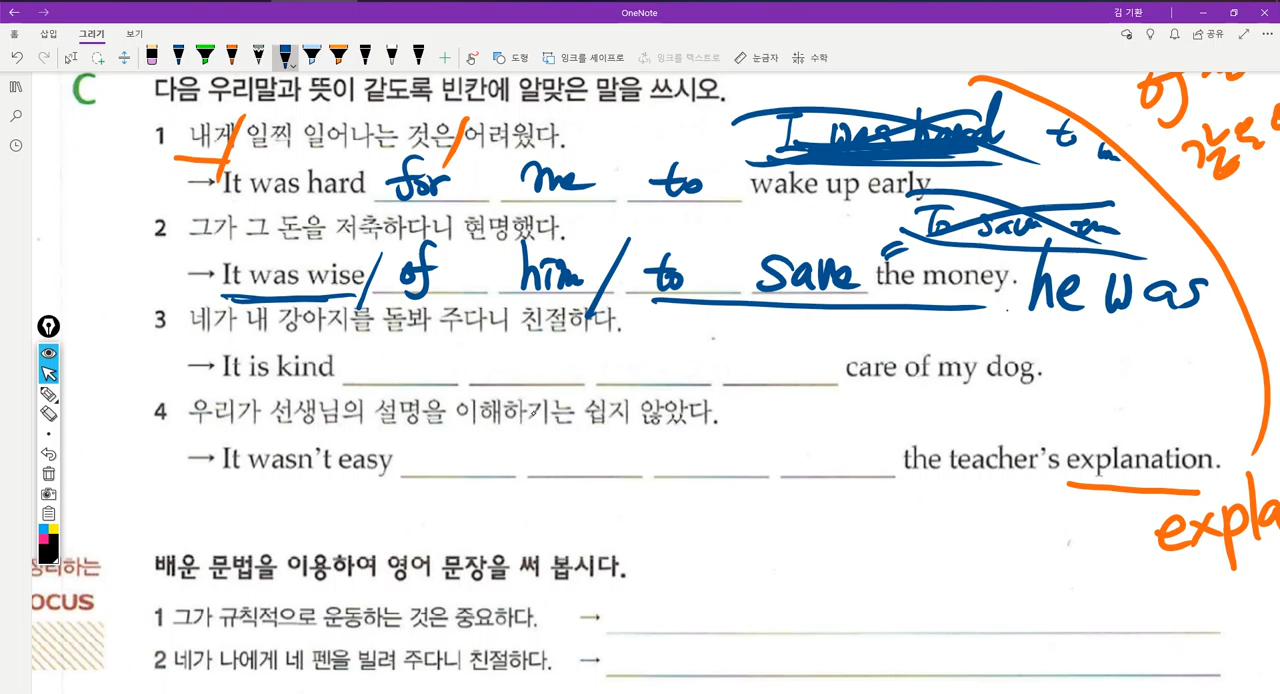 OneNote
김 기환
홈 삽입 그리기 보기
도형 잉크를 셰이프로 잉크를 텍스트로 눈금자 수학 공유
C 다음 우리말과 뜻이 같도록 빈칸에 알맞은 말을 쓰시오.
1 내게 일찍 일어나는 것은 어려웠다.
I was hard to
→ It was hard for me to wake up early
2 그가 그 돈을 저축하다니 현명했다.
To save
→ It was wise of him to save the money. he was
3 네가 내 강아지를 돌봐 주다니 친절하다.
→ It is kind care of my dog.
4 우리가 선생님의 설명을 이해하기는 쉽지 않았다.
→ It wasn't easy the teacher's explanation.
expla
배운 문법을 이용하여 영어 문장을 써 봅시다.
OCUS
1 그가 규칙적으로 운동하는 것은 중요하다. →
2 네가 나에게 네 펜을 빌려 주다니 친절하다. →